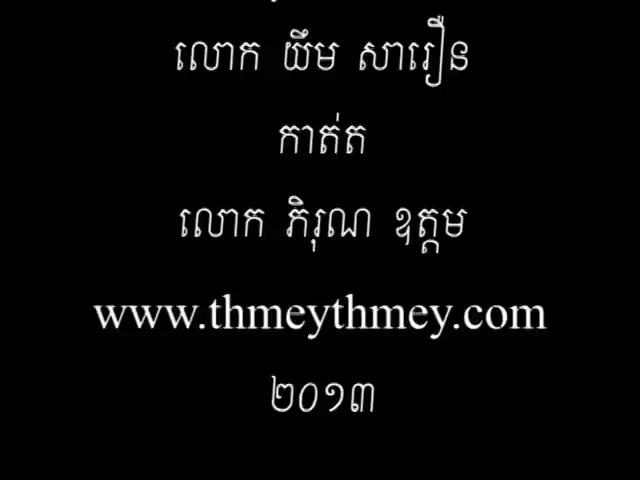 លោក យឹម សារឿន
កាត់ត
លោក ភិរុណ ឧត្តម
www.thmeythmey.com
២០១៣